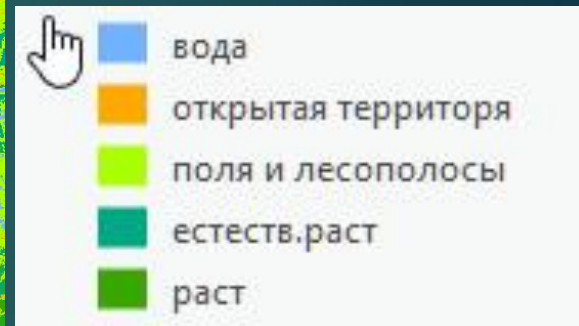 вода
открытая территоря
поля и лесополосы
естеств.раст
раст